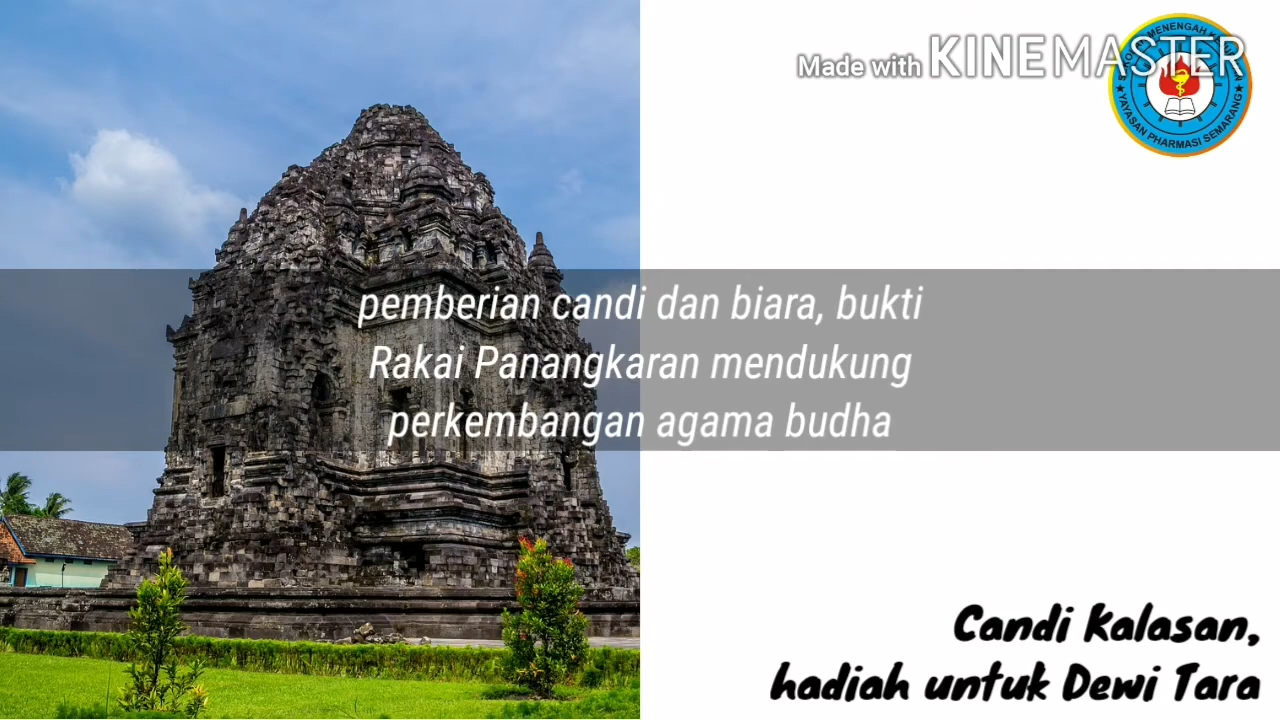 Made with KINEMASTER
YAYASAN PHARMASI SEMARANG
pemberian candi dan biara, bukti
Rakai Panangkaran mendukung
perkembangan agama budha
Candi Kalasan,
hadiah untuk Dewi Tara